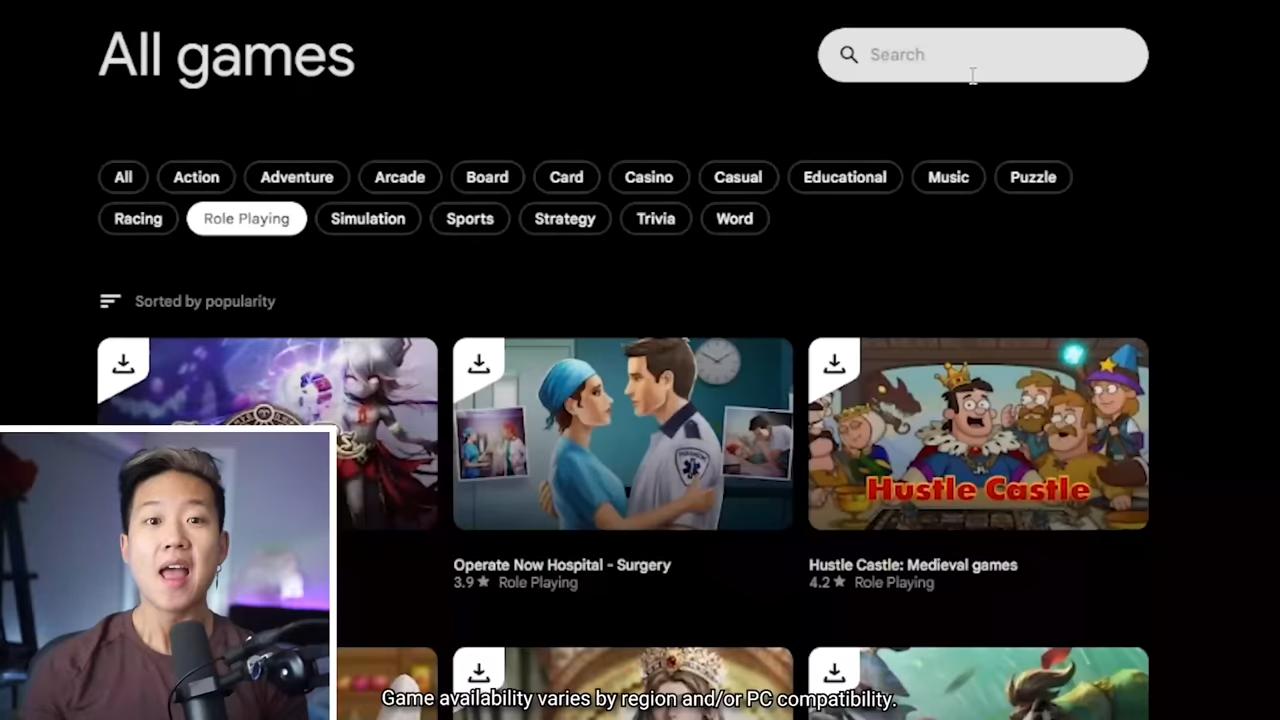 All games
Search
All Action Adventure Arcade Board Card Casino Casual Educational Music Puzzle
Racing Role Playing Simulation Sports Strategy Trivia Word
Sorted by popularity
Hustle Castle
Operate Now Hospital - Surgery
3.9 ★ Role Playing
Hustle Castle: Medieval games
4.2 ★ Role Playing
Game availability varies by region and/or PC compatibility.